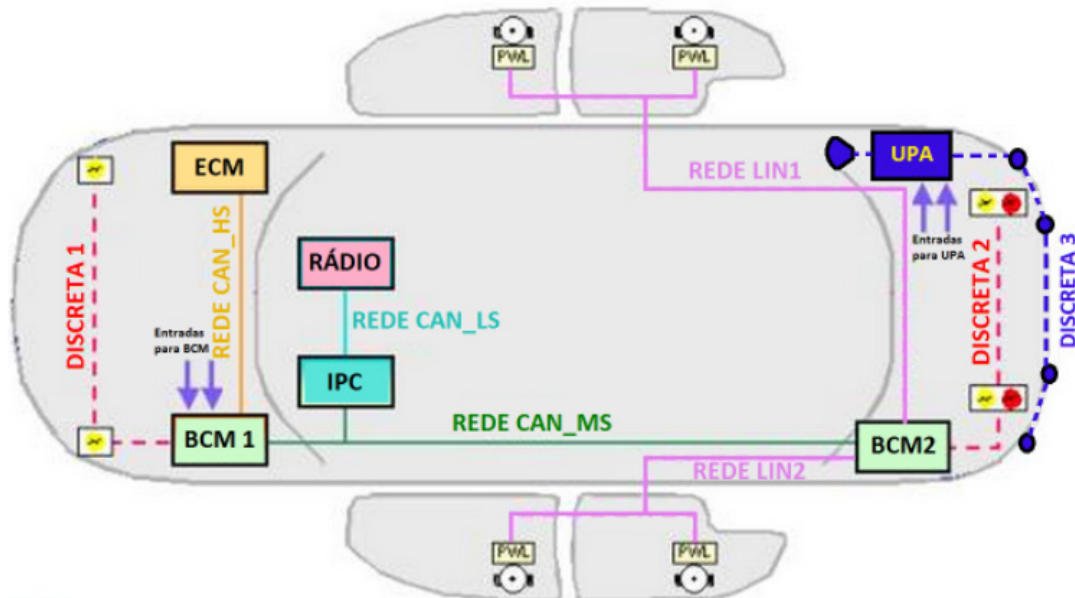 PWL
PWL
ECM
UPA
REDE LIN1
REDE CAN_HS
RÁDIO
Entradas
para UPA
DISCRETA 1
DISCRETA 2
DISCRETA 3
REDE CAN_LS
Entradas
para BCM
IPC
REDE CAN_MS
BCM 1
BCM2
REDE LIN2
PWL
PWL